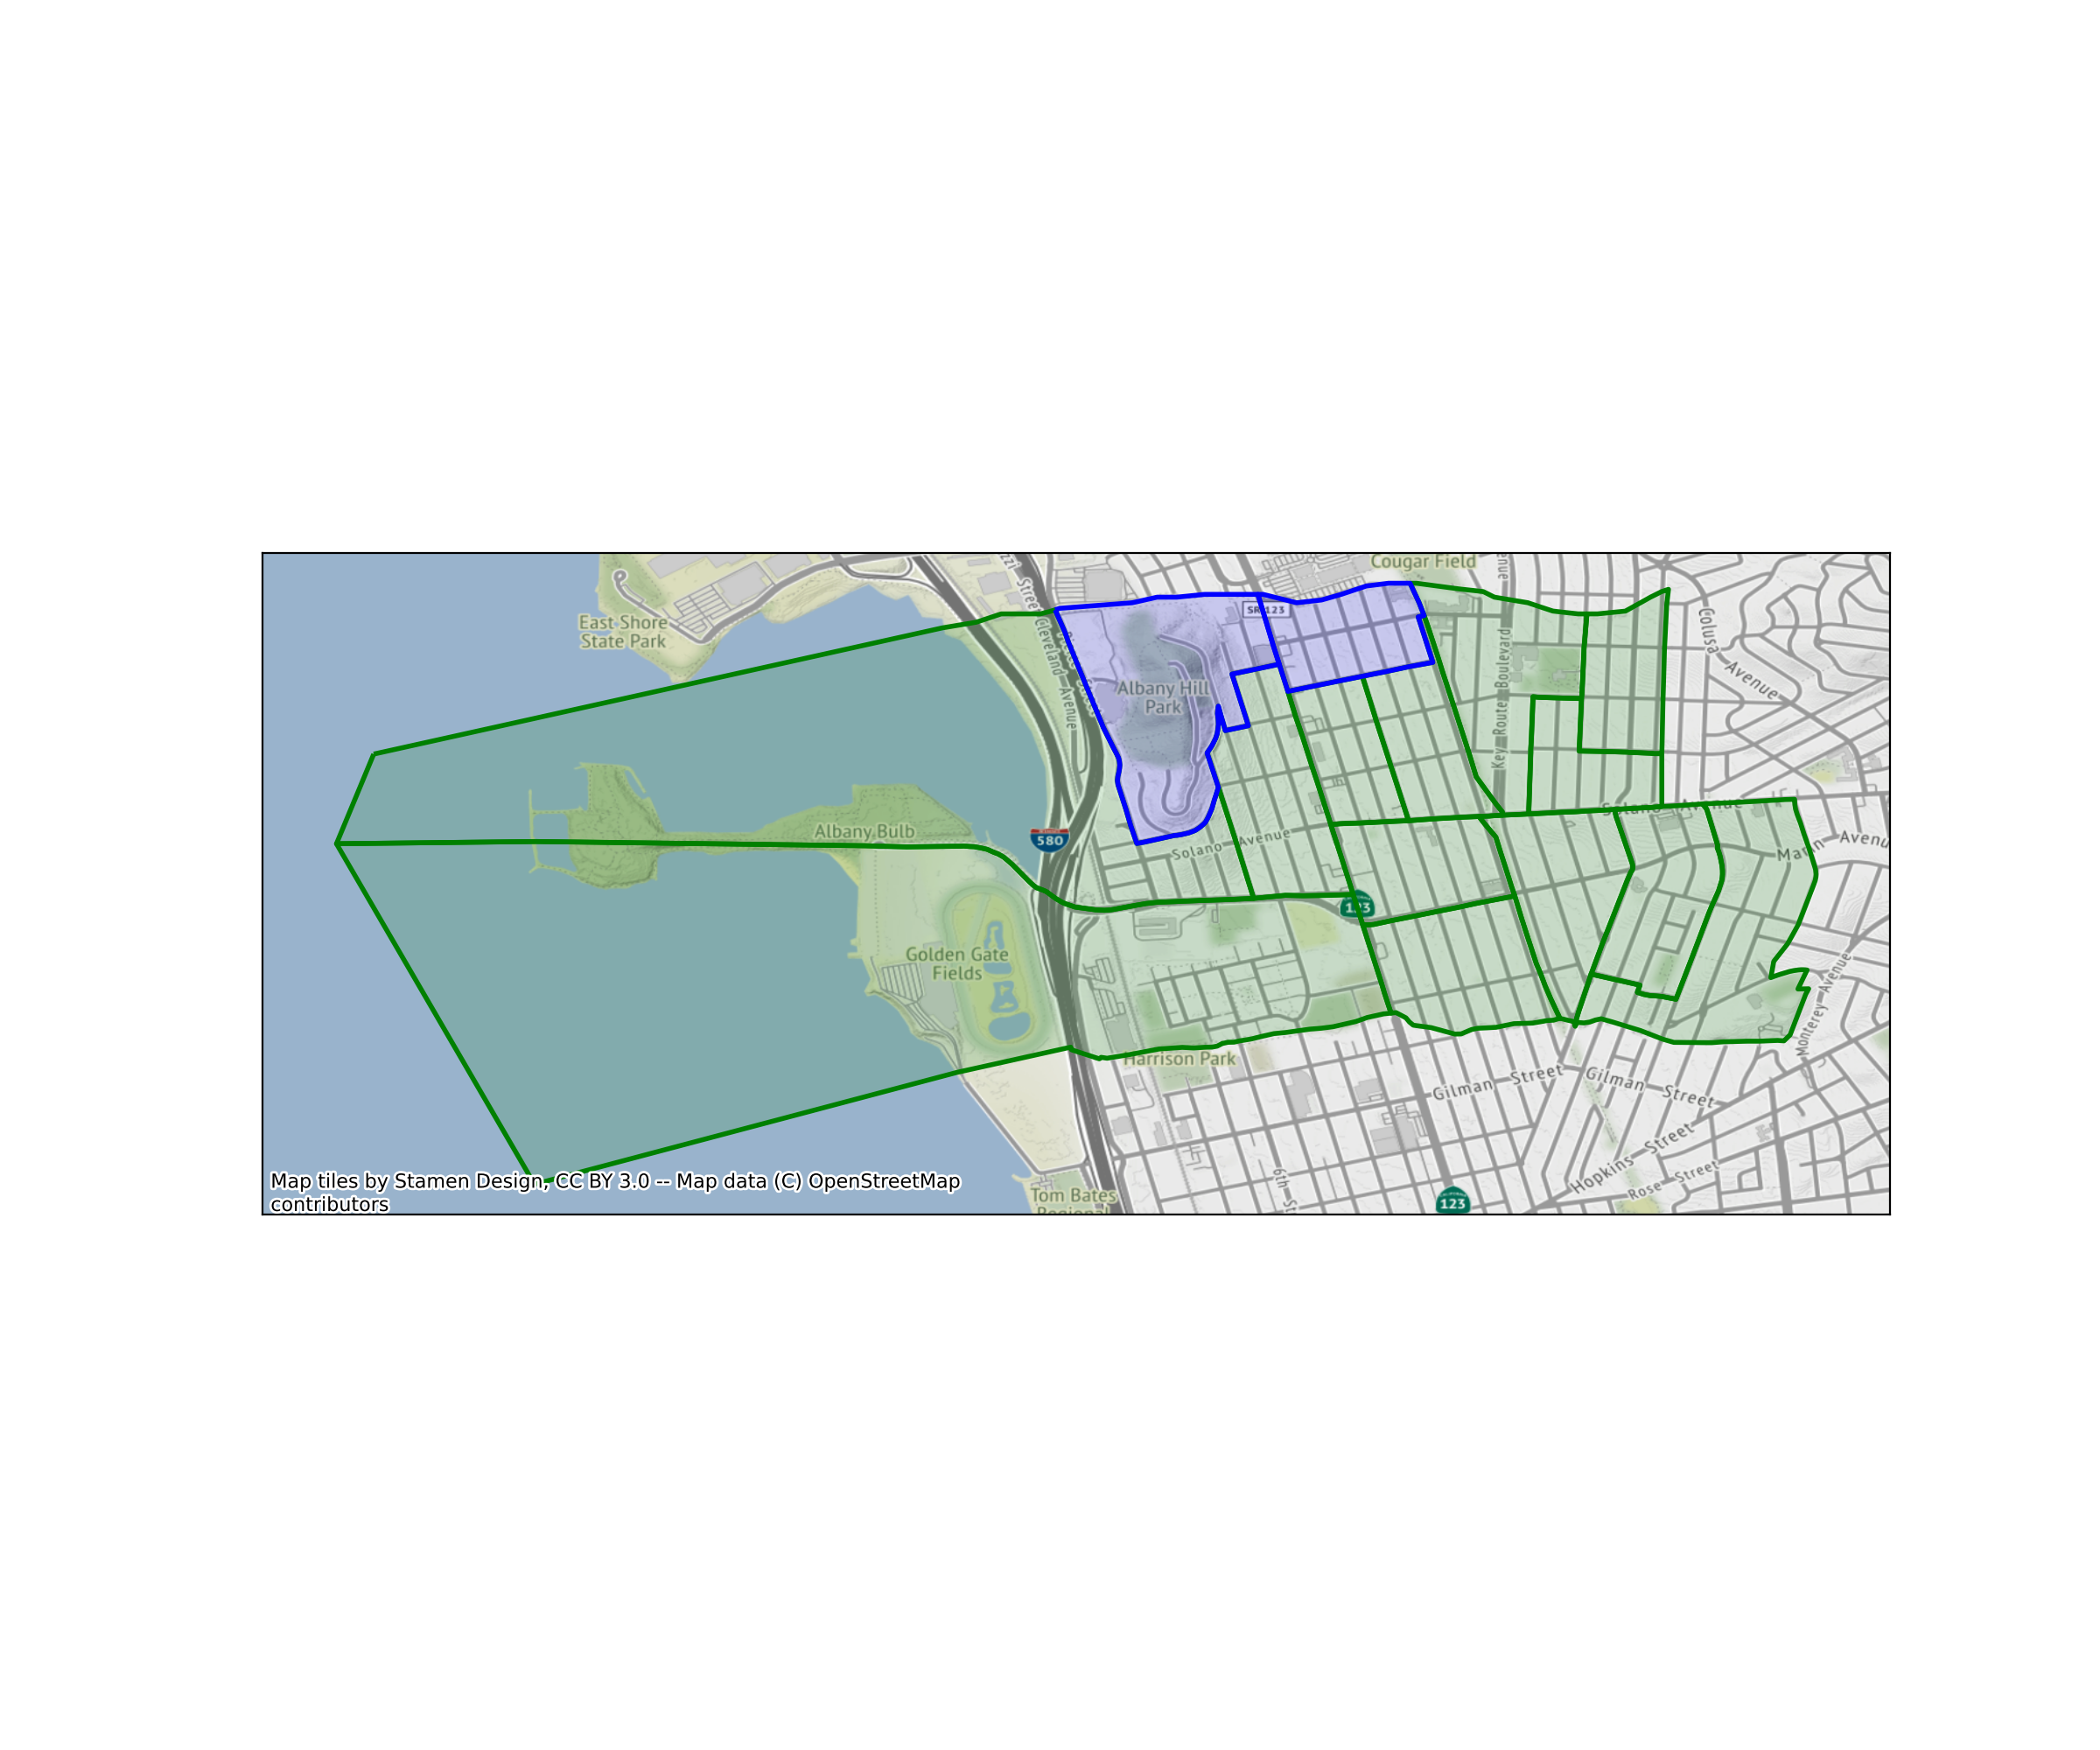 Cougar Field
East Shore
State Park
SR 123
Cleveland Avenue
Colusa
Avenue
Key Route Boulevard
Albany Hill
Park
Solano Avenue
Albany Bulb
580
Solano Avenue
Marin Avenu
123
Golden Gate
Fields
Monterey Avenue
Harrison Park
Gilman Street
Gilman Street
Hopkins Street
Rose Street
6th St
Map tiles by Stamen Design, CC BY 3.0 -- Map data (C) OpenStreetMap
contributors
Tom Bates
Regional
123